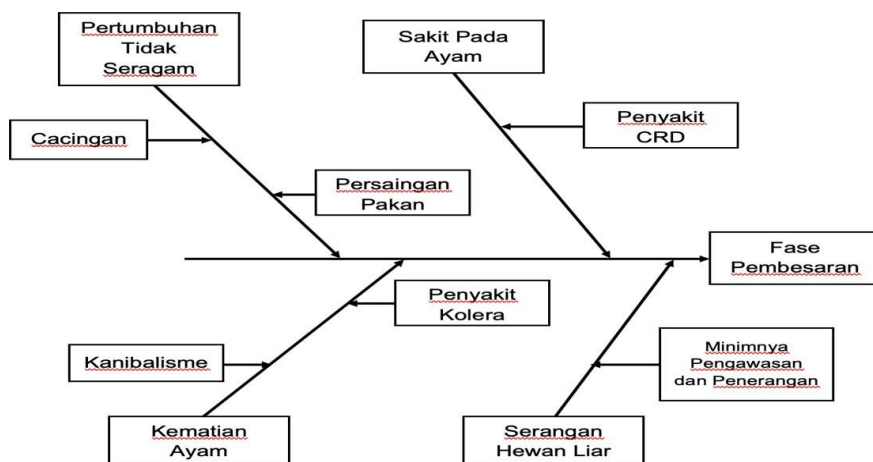 Pertumbuhan
Tidak
Seragam
Sakit Pada
Ayam
Cacingan
Penyakit
CRD
Persaingan
Pakan
Fase
Pembesaran
Penyakit
Kolera
Kanibalisme
Minimnya
Pengawasan
dan Penerangan
Kematian
Ayam
Serangan
Hewan Liar